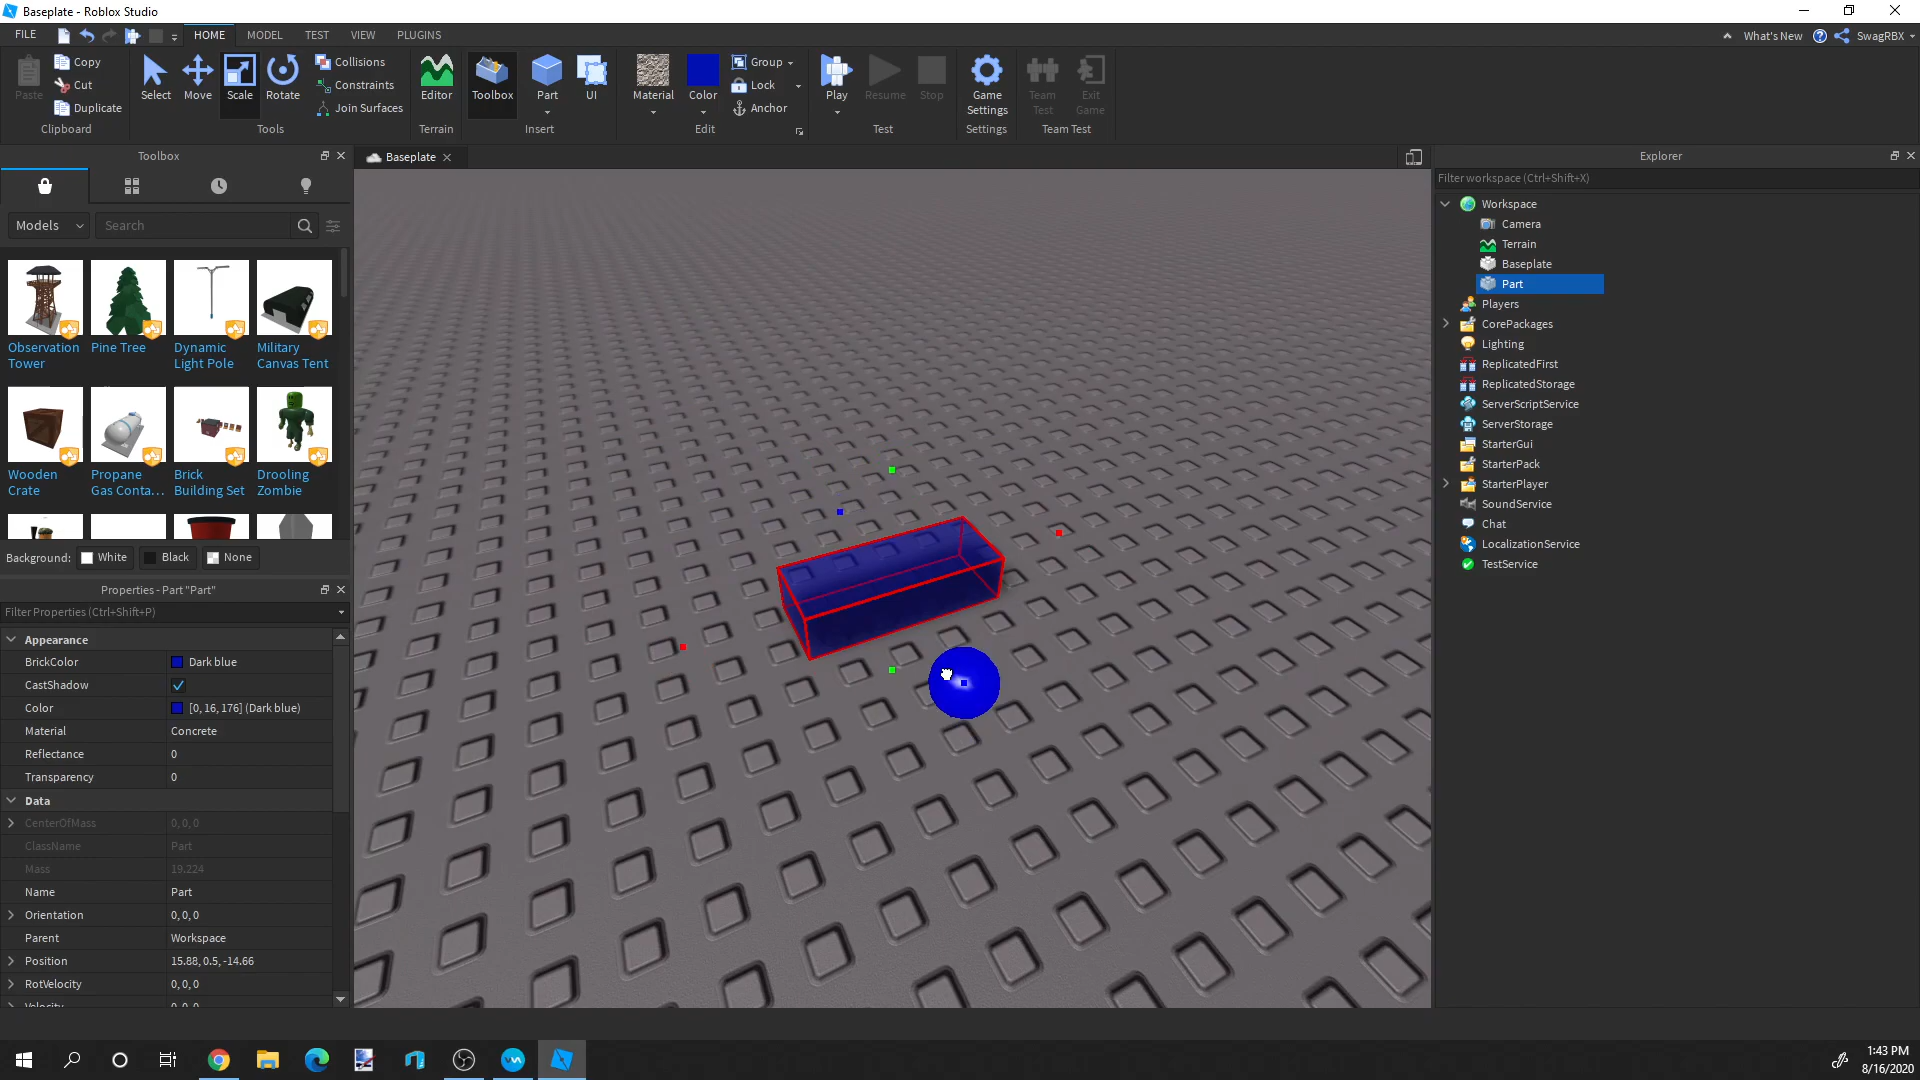 Baseplate - Roblox Studio
FILE HOME MODEL TEST VIEW PLUGINS What's New SwagRBX
Paste Copy Cut Duplicate
Clipboard
Select Move Scale Rotate Collisions Constraints Join Surfaces
Tools
Editor
Terrain
Toolbox Part UI
Insert
Material Color Group Lock Anchor
Edit
Play Resume Stop
Test
Game Settings
Settings
Team Test Exit Game
Team Test
Toolbox
Models Search
Observation Tower
Pine Tree
Dynamic Light Pole
Military Canvas Tent
Wooden Crate
Propane Gas Conta...
Brick Building Set
Drooling Zombie
Background: White Black None
Properties - Part "Part"
Filter Properties (Ctrl+Shift+P)
Appearance
BrickColor Dark blue
CastShadow
Color [0, 16, 176] (Dark blue)
Material Concrete
Reflectance 0
Transparency 0
Data
CenterOfMass 0, 0, 0
ClassName Part
Mass 19.224
Name Part
Orientation 0, 0, 0
Parent Workspace
Position 15.88, 0.5, -14.66
RotVelocity 0, 0, 0
Baseplate
Explorer
Filter workspace (Ctrl+Shift+X)
Workspace
Camera
Terrain
Baseplate
Part
Players
CorePackages
Lighting
ReplicatedFirst
ReplicatedStorage
ServerScriptService
ServerStorage
StarterGui
StarterPack
StarterPlayer
SoundService
Chat
LocalizationService
TestService
1:43 PM
8/16/2020